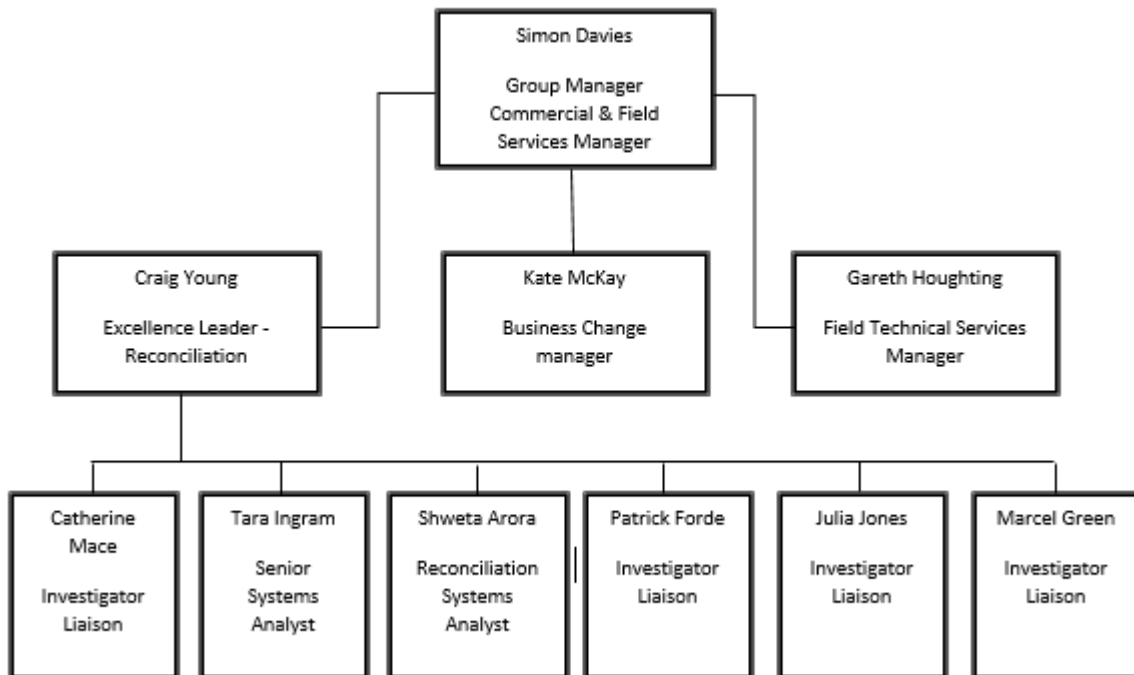 Simon Davies
Group Manager
Commercial & Field
Services Manager
Craig Young
Excellence Leader -
Reconciliation
Kate McKay
Business Change
manager
Gareth Houghting
Field Technical Services
Manager
Catherine
Mace
Investigator
Liaison
Tara Ingram
Senior
Systems
Analyst
Shweta Arora
Reconciliation
Systems
Analyst
Patrick Forde
Investigator
Liaison
Julia Jones
Investigator
Liaison
Marcel Green
Investigator
Liaison